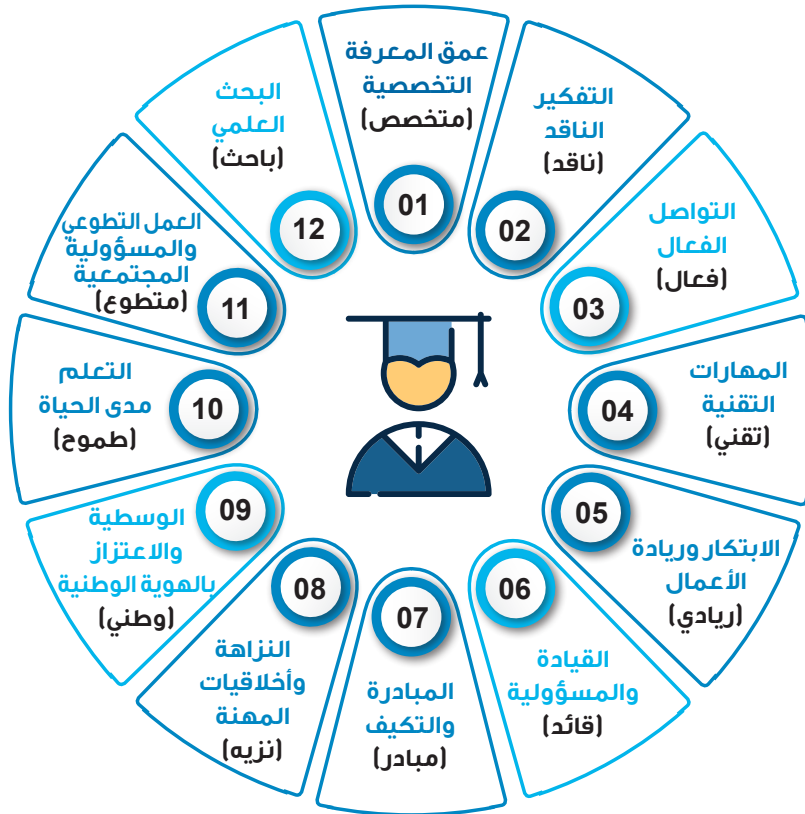 عمق المعرفة
التخصصية
(متخصص)
01
التفكير
الناقد
(ناقد)
02
التواصل
الفعال
(فعال)
03
المهارات
التقنية
(تقني)
04
الابتكار وريادة
الأعمال
(ريادي)
05
القيادة
والمسؤولية
(قائد)
06
المبادرة
والتكيف
(مبادر)
07
النزاهة
وأخلاقيات
المهنة
(نزيه)
08
الوسطية
والاعتزاز
بالهوية الوطنية
(وطني)
09
التعلم
مدى الحياة
(طموح)
10
العمل التطوعي
والمسؤولية
المجتمعية
(متطوع)
11
البحث
العلمي
(باحث)
12